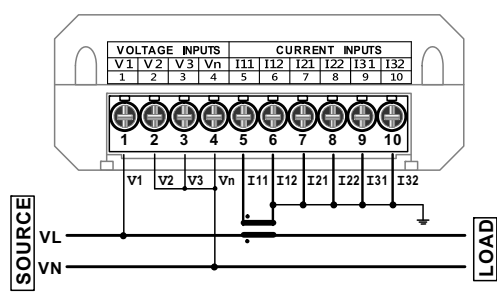 VOLTAGE INPUTS CURRENT INPUTS
V1 V2 V3 Vn I11 I12 I21 I22 I31 I32
1 2 3 4 5 6 7 8 9 10
1 2 3 4 5 6 7 8 9 10
V1 V2 V3 Vn I11 I12 I21 I22 I31 I32
SOURCE
VL
VN
LOAD